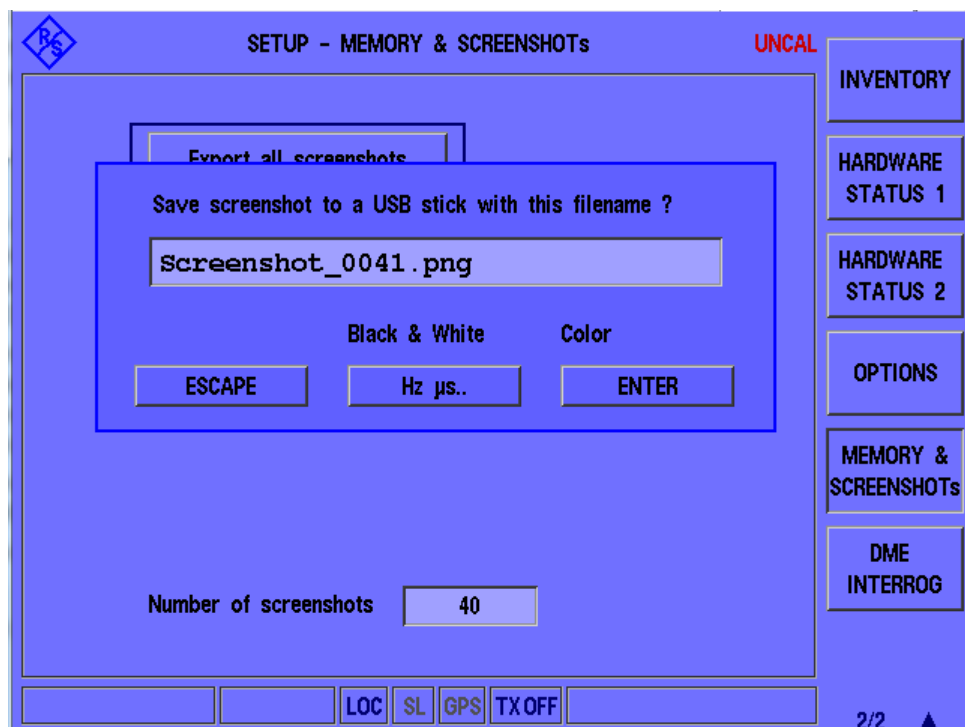 R&S
SETUP - MEMORY & SCREENSHOTs
UNCAL
Export all screenshots
Save screenshot to a USB stick with this filename ?
Screenshot_0041.png
Black & White
Color
ESCAPE
Hz µs..
ENTER
Number of screenshots
40
INVENTORY
HARDWARE
STATUS 1
HARDWARE
STATUS 2
OPTIONS
MEMORY &
SCREENSHOTs
DME
INTERROG
LOC
SL
GPS
TX OFF
2/2